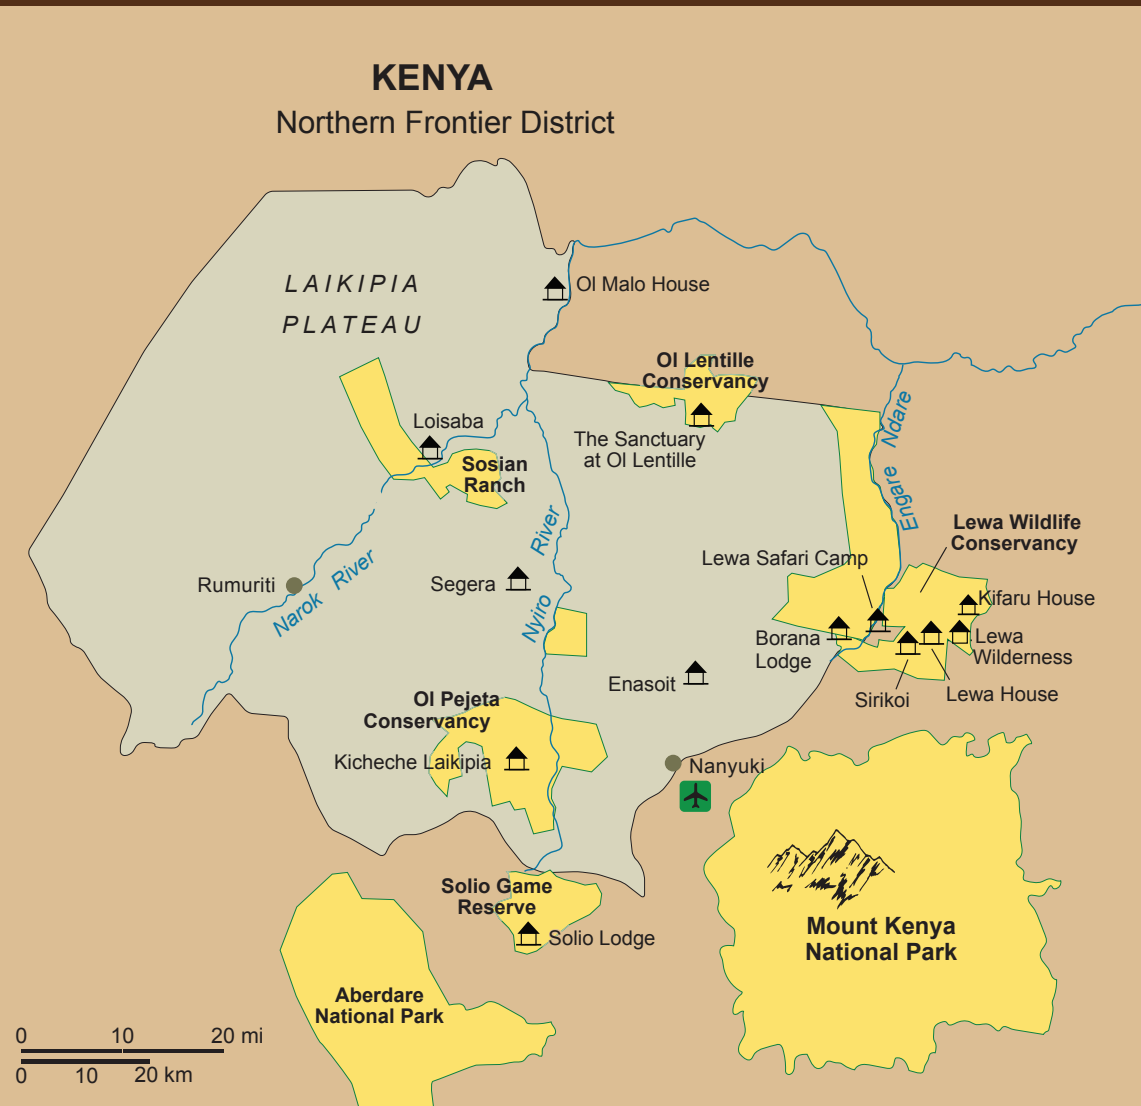 KENYA
Northern Frontier District
LAIKIPIA
PLATEAU
Ol Malo House
Ol Lentille
Conservancy
The Sanctuary
at Ol Lentille
Loisaba
Sosian
Ranch
Engare Ndare
Nyiro River
Narok River
Rumuriti
Segera
Lewa Wildlife
Conservancy
Lewa Safari Camp
Kifaru House
Borana
Lodge
Lewa
Wilderness
Sirikoi
Lewa House
Enasoit
Ol Pejeta
Conservancy
Kicheche Laikipia
Nanyuki
Solio Game
Reserve
Solio Lodge
Mount Kenya
National Park
Aberdare
National Park
0 10 20 mi
0 10 20 km